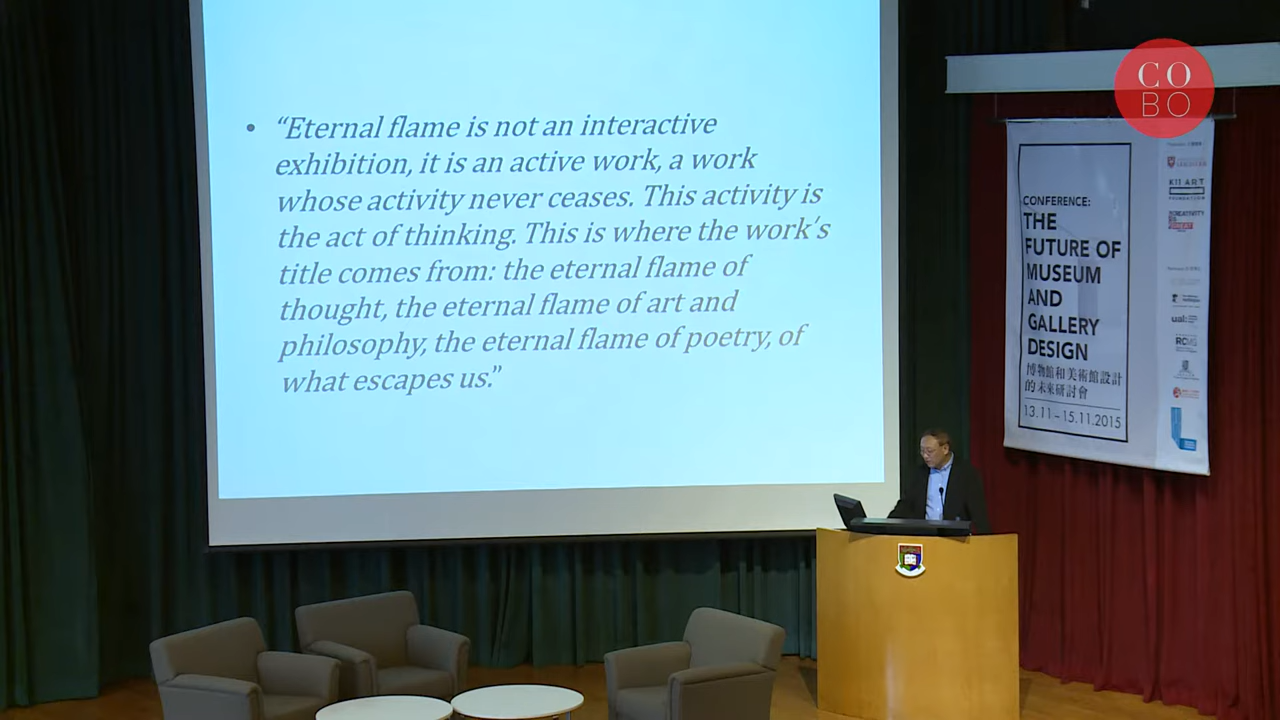 • “Eternal flame is not an interactive
exhibition, it is an active work, a work
whose activity never ceases. This activity is
the act of thinking. This is where the work's
title comes from: the eternal flame of
thought, the eternal flame of art and
philosophy, the eternal flame of poetry, of
what escapes us.”
CO
BO
CONFERENCE:
THE
FUTURE OF
MUSEUM
AND
GALLERY
DESIGN
博物館和美術館設計
的未來研討會
13.11 – 15.11.2015
K11 ART
FOUNDATION
ual:
RCMG